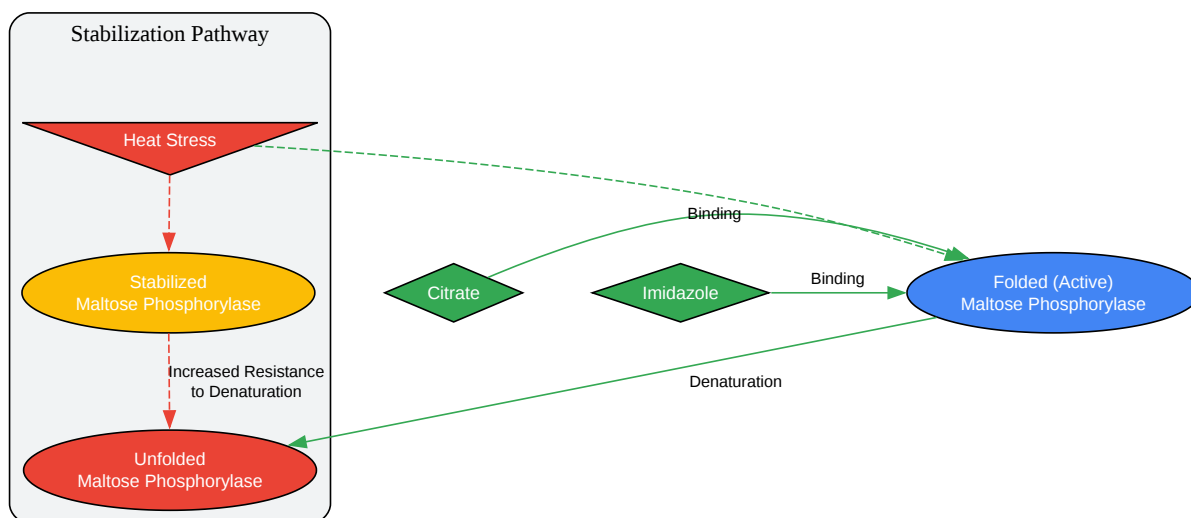 Stabilization Pathway
Heat Stress
Binding
Stabilized
Maltose Phosphorylase
Citrate
Imidazole
Binding
Folded (Active)
Maltose Phosphorylase
Increased Resistance
to Denaturation
Denaturation
Unfolded
Maltose Phosphorylase